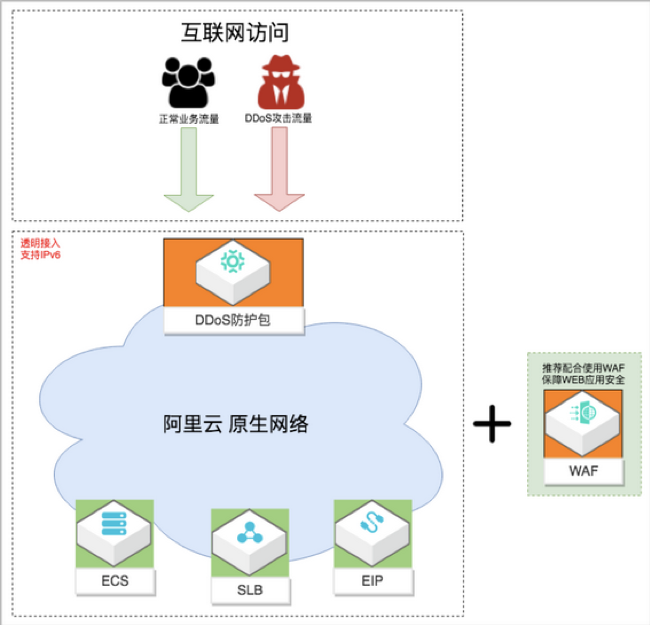 互联网访问
正常业务流量
DDoS攻击流量
透明接入
支持IPv6
DDoS防护包
阿里云 原生网络
推荐配合使用WAF
保障WEB应用安全
WAF
ECS
SLB
EIP